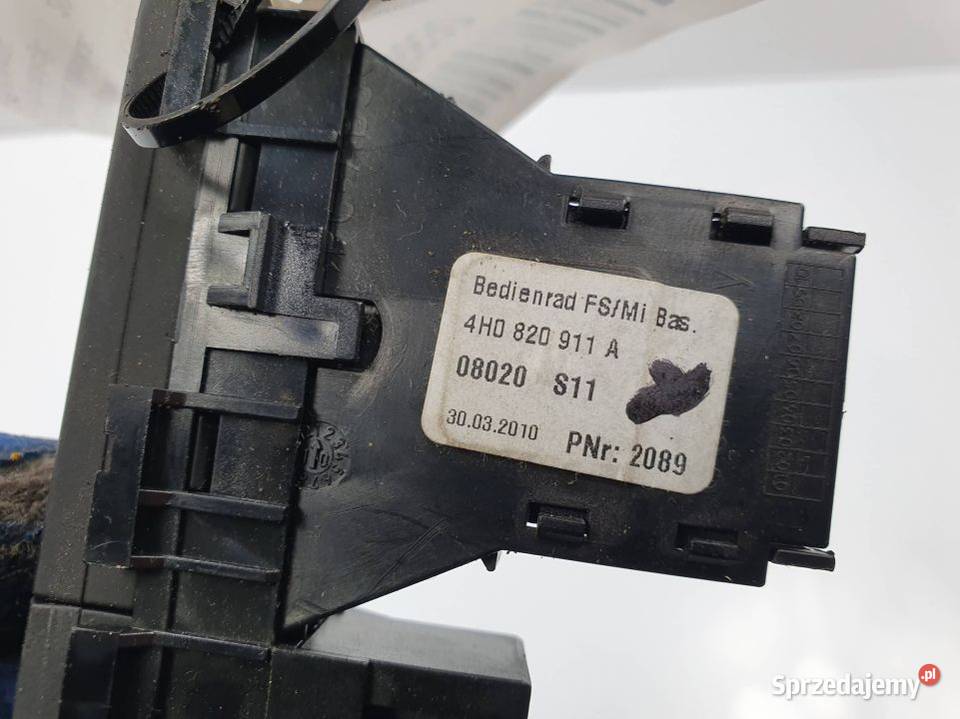 Bedienrad FS/Mi Bas.
4H0 820 911 A
08020 S11
30.03.2010 PNr: 2089
Sprzedajemy.pl